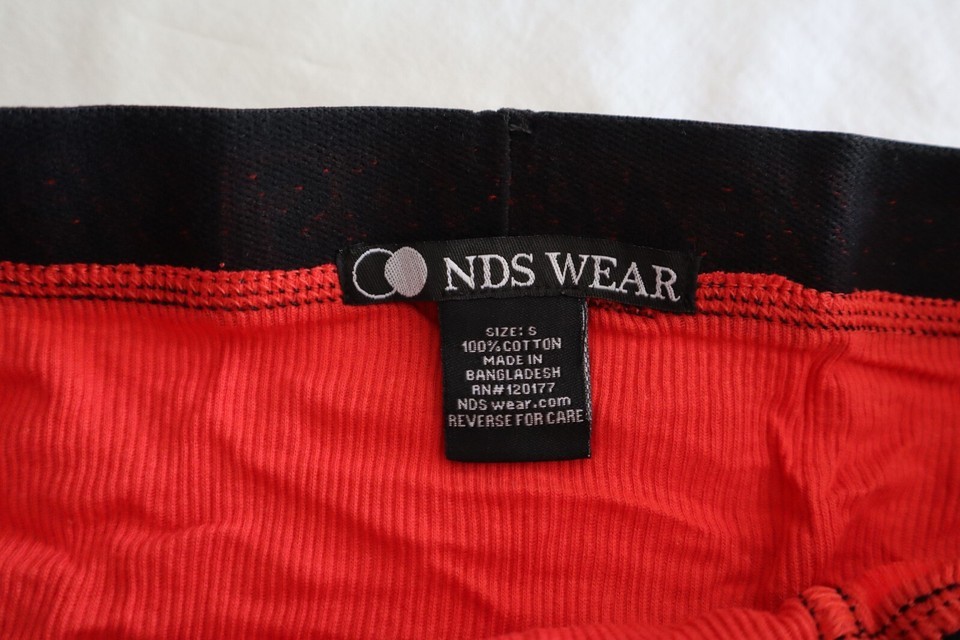 NDS WEAR
SIZE: S
100% COTTON
MADE IN
BANGLADESH
RN#120177
NDS wear.com
REVERSE FOR CARE